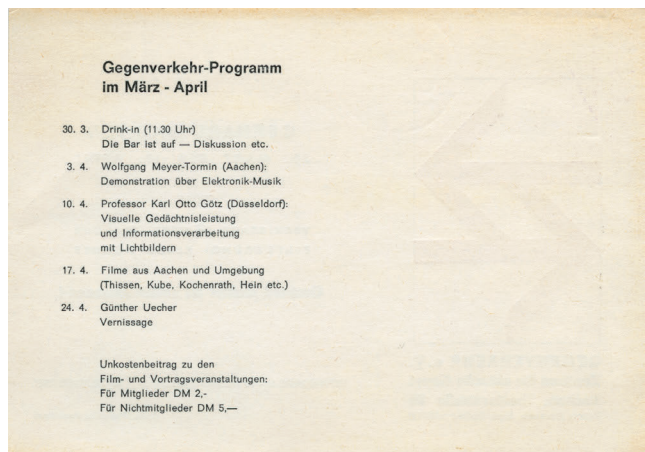 Gegenverkehr-Programm
im März - April
30. 3. Drink-in (11.30 Uhr)
Die Bar ist auf — Diskussion etc.
3. 4. Wolfgang Meyer-Tormin (Aachen):
Demonstration über Elektronik-Musik
10. 4. Professor Karl Otto Götz (Düsseldorf):
Visuelle Gedächtnisleistung
und Informationsverarbeitung
mit Lichtbildern
17. 4. Filme aus Aachen und Umgebung
(Thissen, Kube, Kochenrath, Hein etc.)
24. 4. Günther Uecher
Vernissage
Unkostenbeitrag zu den
Film- und Vortragsveranstaltungen:
Für Mitglieder DM 2,-
Für Nichtmitglieder DM 5,—